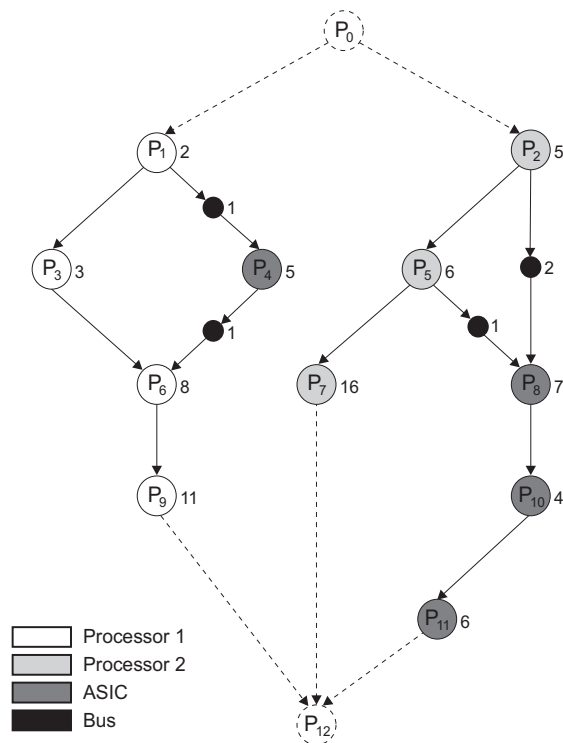 P0
P1 2
P2 5
1
P3 3
P4 5
P5 6
2
1
1
P6 8
P7 16
P8 7
P9 11
P10 4
P11 6
Processor 1
Processor 2
ASIC
Bus
P12